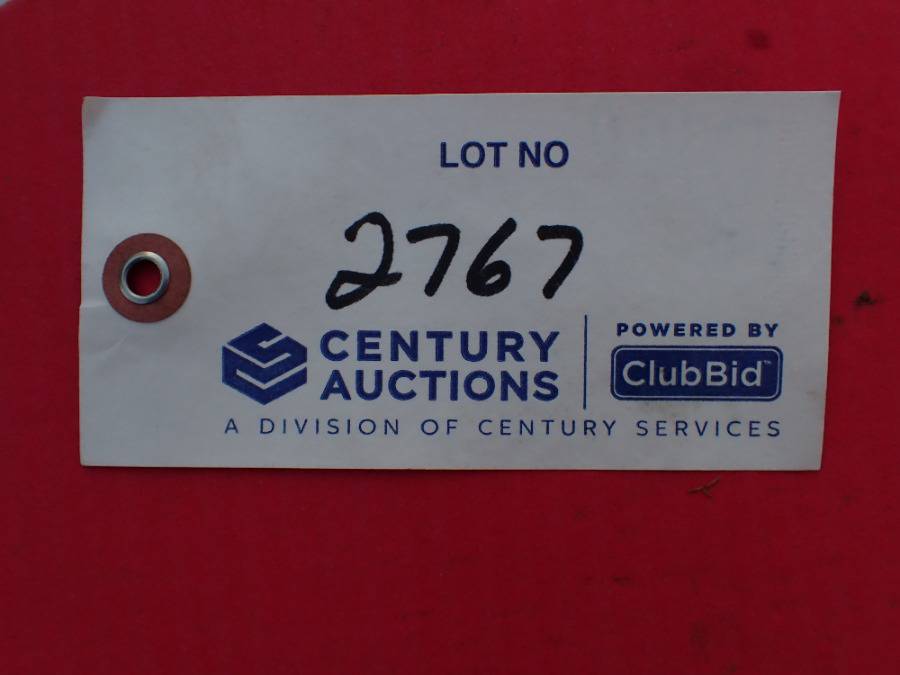 LOT NO
2767
CENTURY AUCTIONS
POWERED BY
ClubBid™
A DIVISION OF CENTURY SERVICES